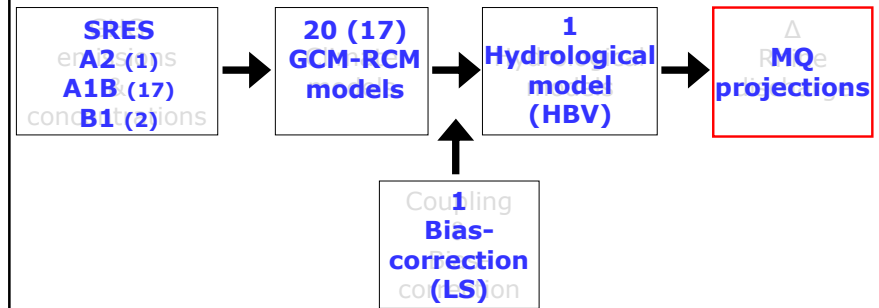 SRES
A2 (1)
A1B (17)
B1 (2)
20 (17)
GCM-RCM
models
1
Hydrological
model
(HBV)
Δ
MQ
projections
Coupling
1
Bias-
correction
(LS)